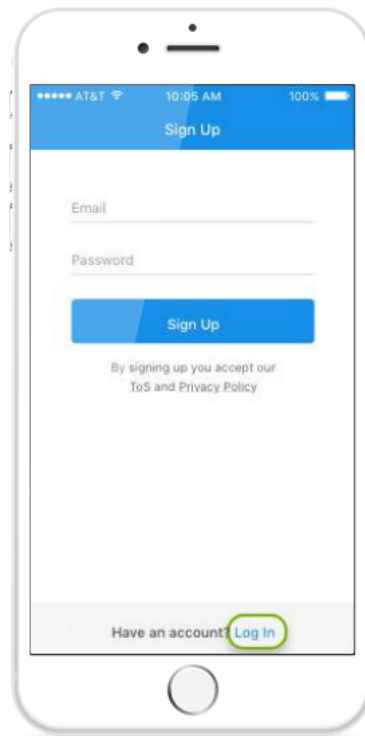 AT&T 10:05 AM 100%
Sign Up
Email
Password
Sign Up
By signing up you accept our
ToS and Privacy Policy
Have an account? Log In